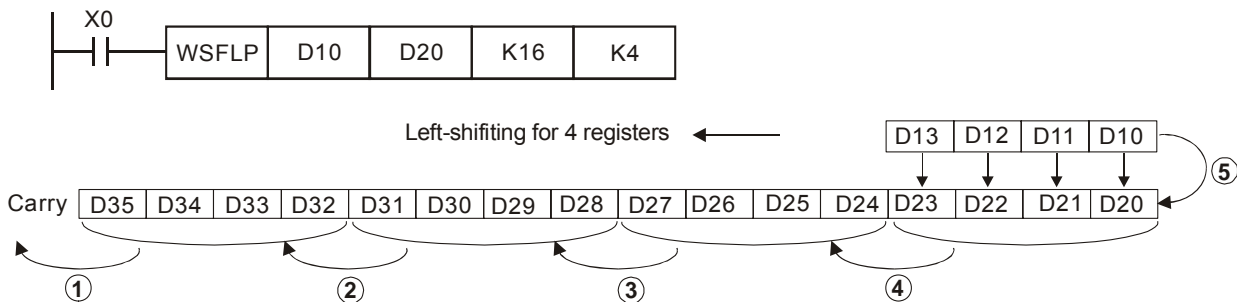 X0
WSFLP D10 D20 K16 K4
Left-shifiting for 4 registers
D13 D12 D11 D10
5
Carry D35 D34 D33 D32 D31 D30 D29 D28 D27 D26 D25 D24 D23 D22 D21 D20
1 2 3 4